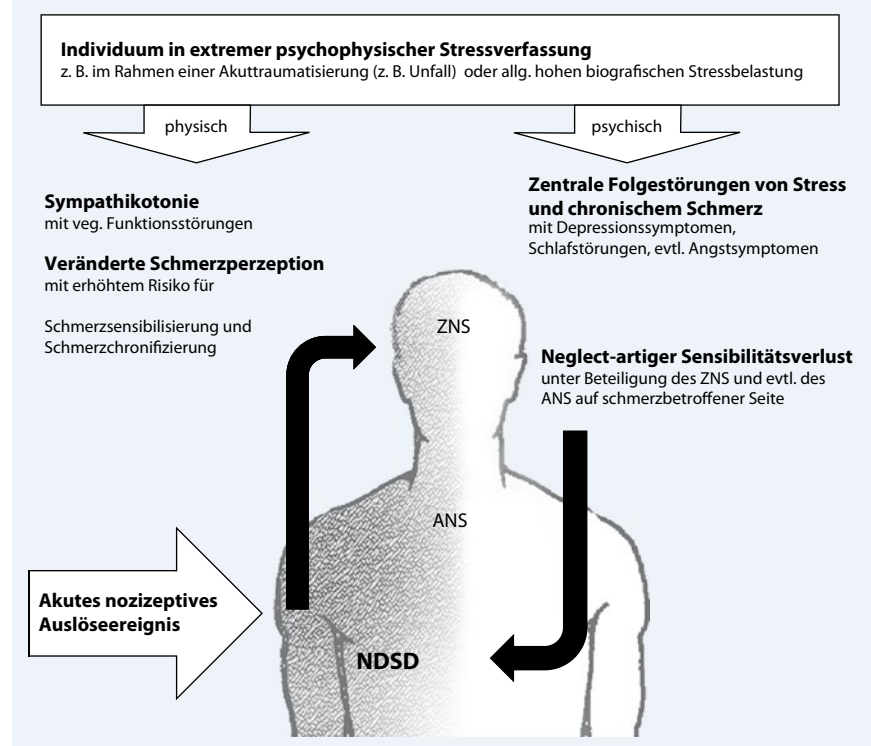 Individuum in extremer psychophysischer Stressverfassung
z. B. im Rahmen einer Akuttraumatisierung (z. B. Unfall) oder allg. hohen biografischen Stressbelastung
physisch
psychisch
Sympathikotonie
mit veg. Funktionsstörungen
Veränderte Schmerzperzeption
mit erhöhtem Risiko für
Schmerzsensibilisierung und
Schmerzchronifizierung
Zentrale Folgestörungen von Stress
und chronischem Schmerz
mit Depressionssymptomen,
Schlafstörungen, evtl. Angstsymptomen
ZNS
Neglect-artiger Sensibilitätsverlust
unter Beteiligung des ZNS und evtl. des
ANS auf schmerzbetroffener Seite
ANS
Akutes nozizeptives
Auslöseereignis
NDSD